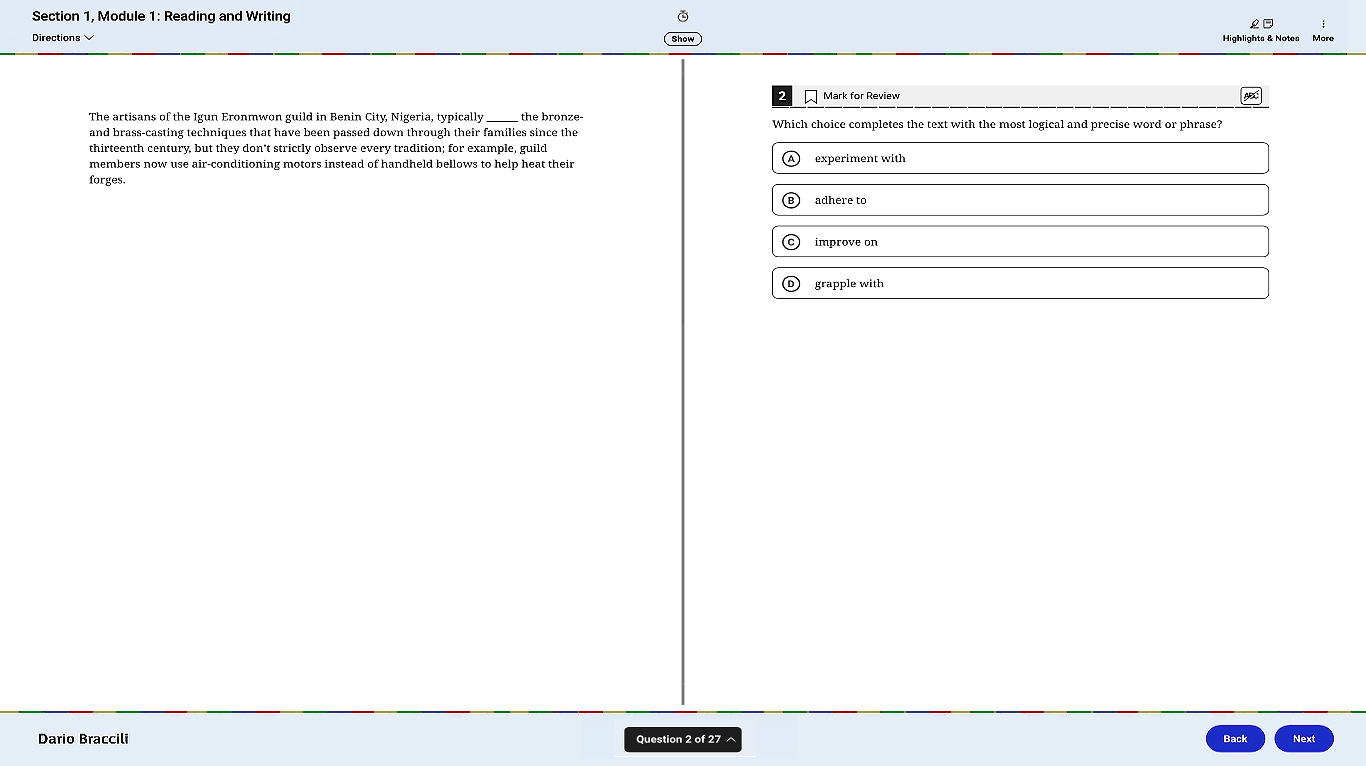 Section 1, Module 1: Reading and Writing
Directions
Show
Highlights & Notes
More
The artisans of the Igun Eronmwon guild in Benin City, Nigeria, typically ______ the bronze-
and brass-casting techniques that have been passed down through their families since the
thirteenth century, but they don't strictly observe every tradition; for example, guild
members now use air-conditioning motors instead of handheld bellows to help heat their
forges.
2 Mark for Review ABC
Which choice completes the text with the most logical and precise word or phrase?
A experiment with
B adhere to
C improve on
D grapple with
Dario Braccili
Question 2 of 27
Back
Next